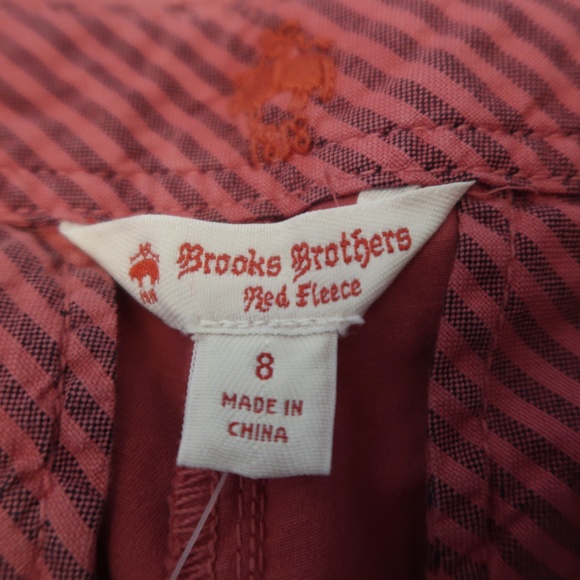 Brooks Brothers
Red Fleece
8
MADE IN
CHINA